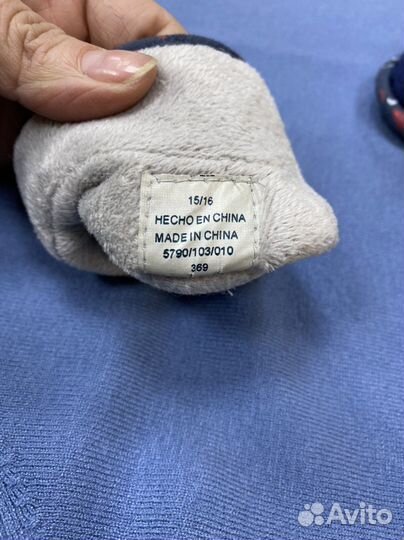 15/16
HECHO EN CHINA
MADE IN CHINA
5790/103/010
369
Avito